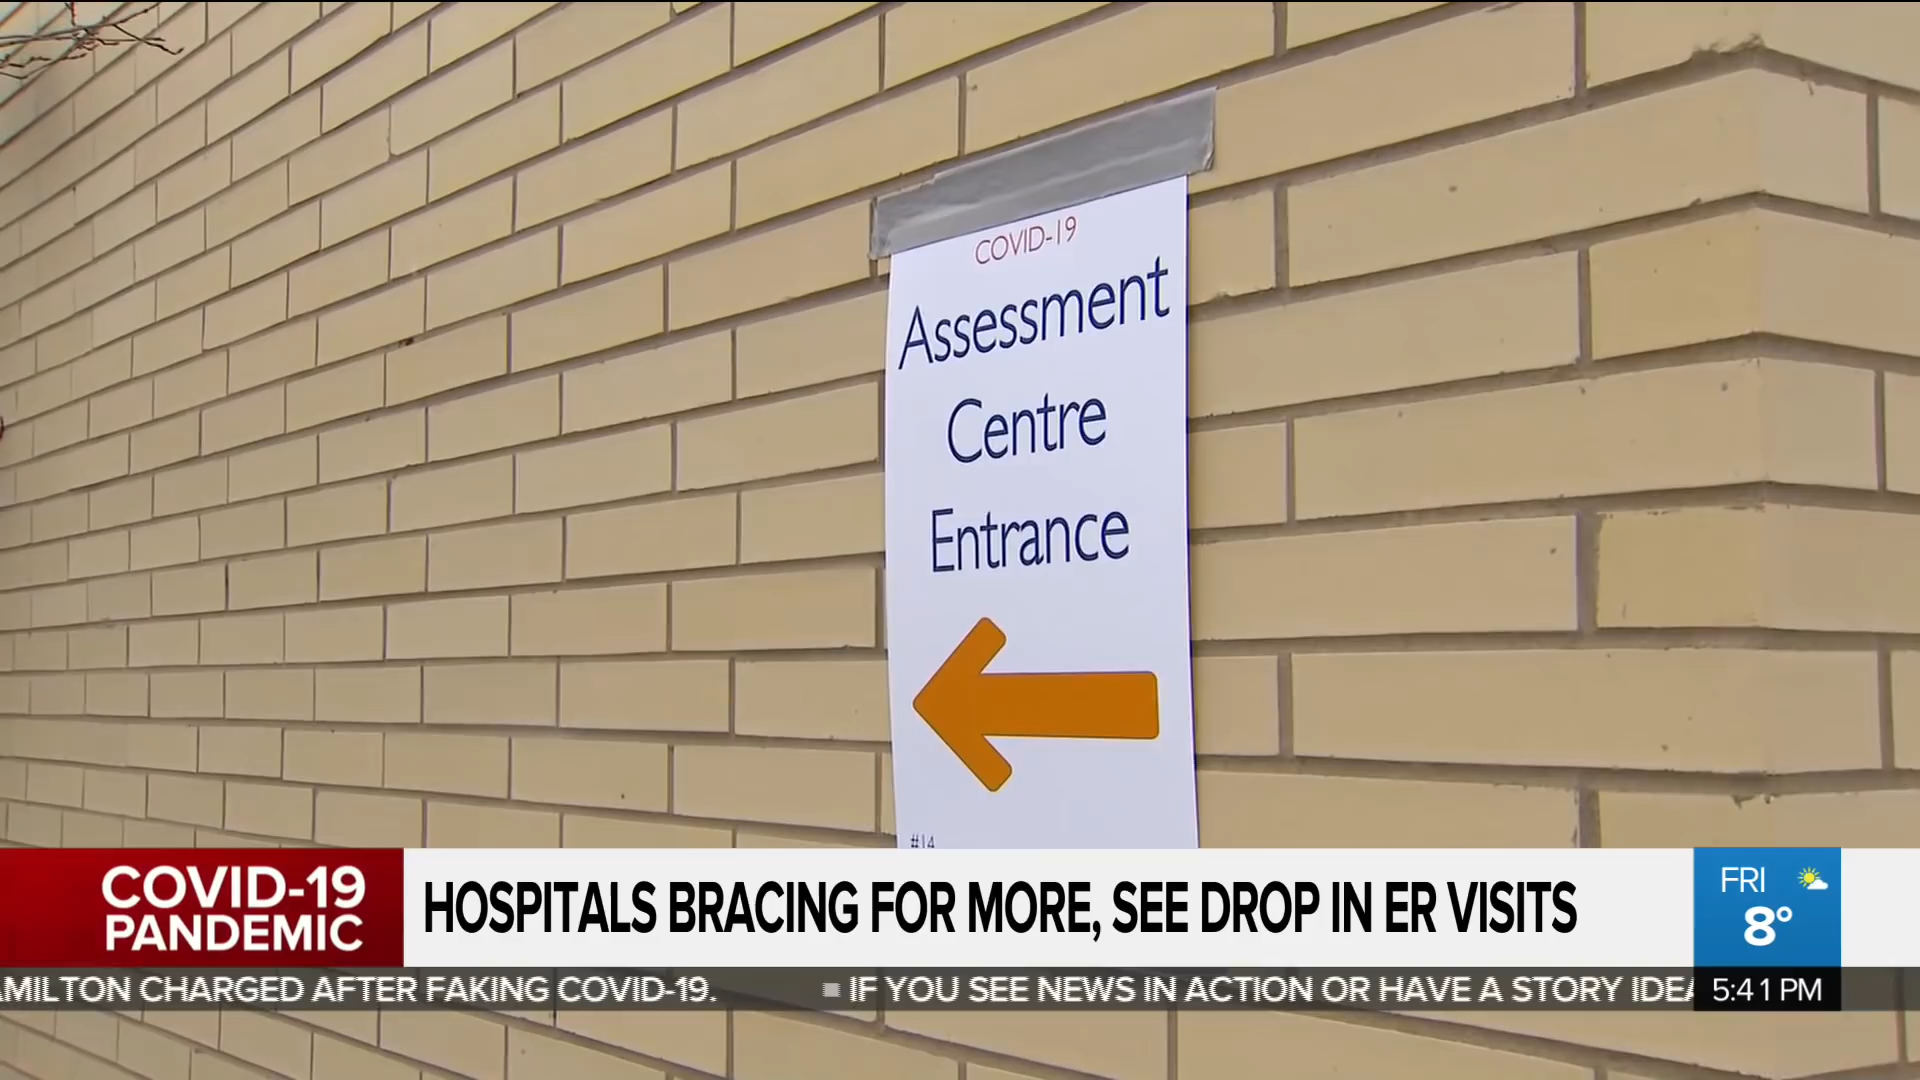 COVID-19
Assessment
Centre
Entrance
#14
COVID-19
PANDEMIC
HOSPITALS BRACING FOR MORE, SEE DROP IN ER VISITS
FRI
8°
AMILTON CHARGED AFTER FAKING COVID-19. ■ IF YOU SEE NEWS IN ACTION OR HAVE A STORY IDEA
5:41 PM